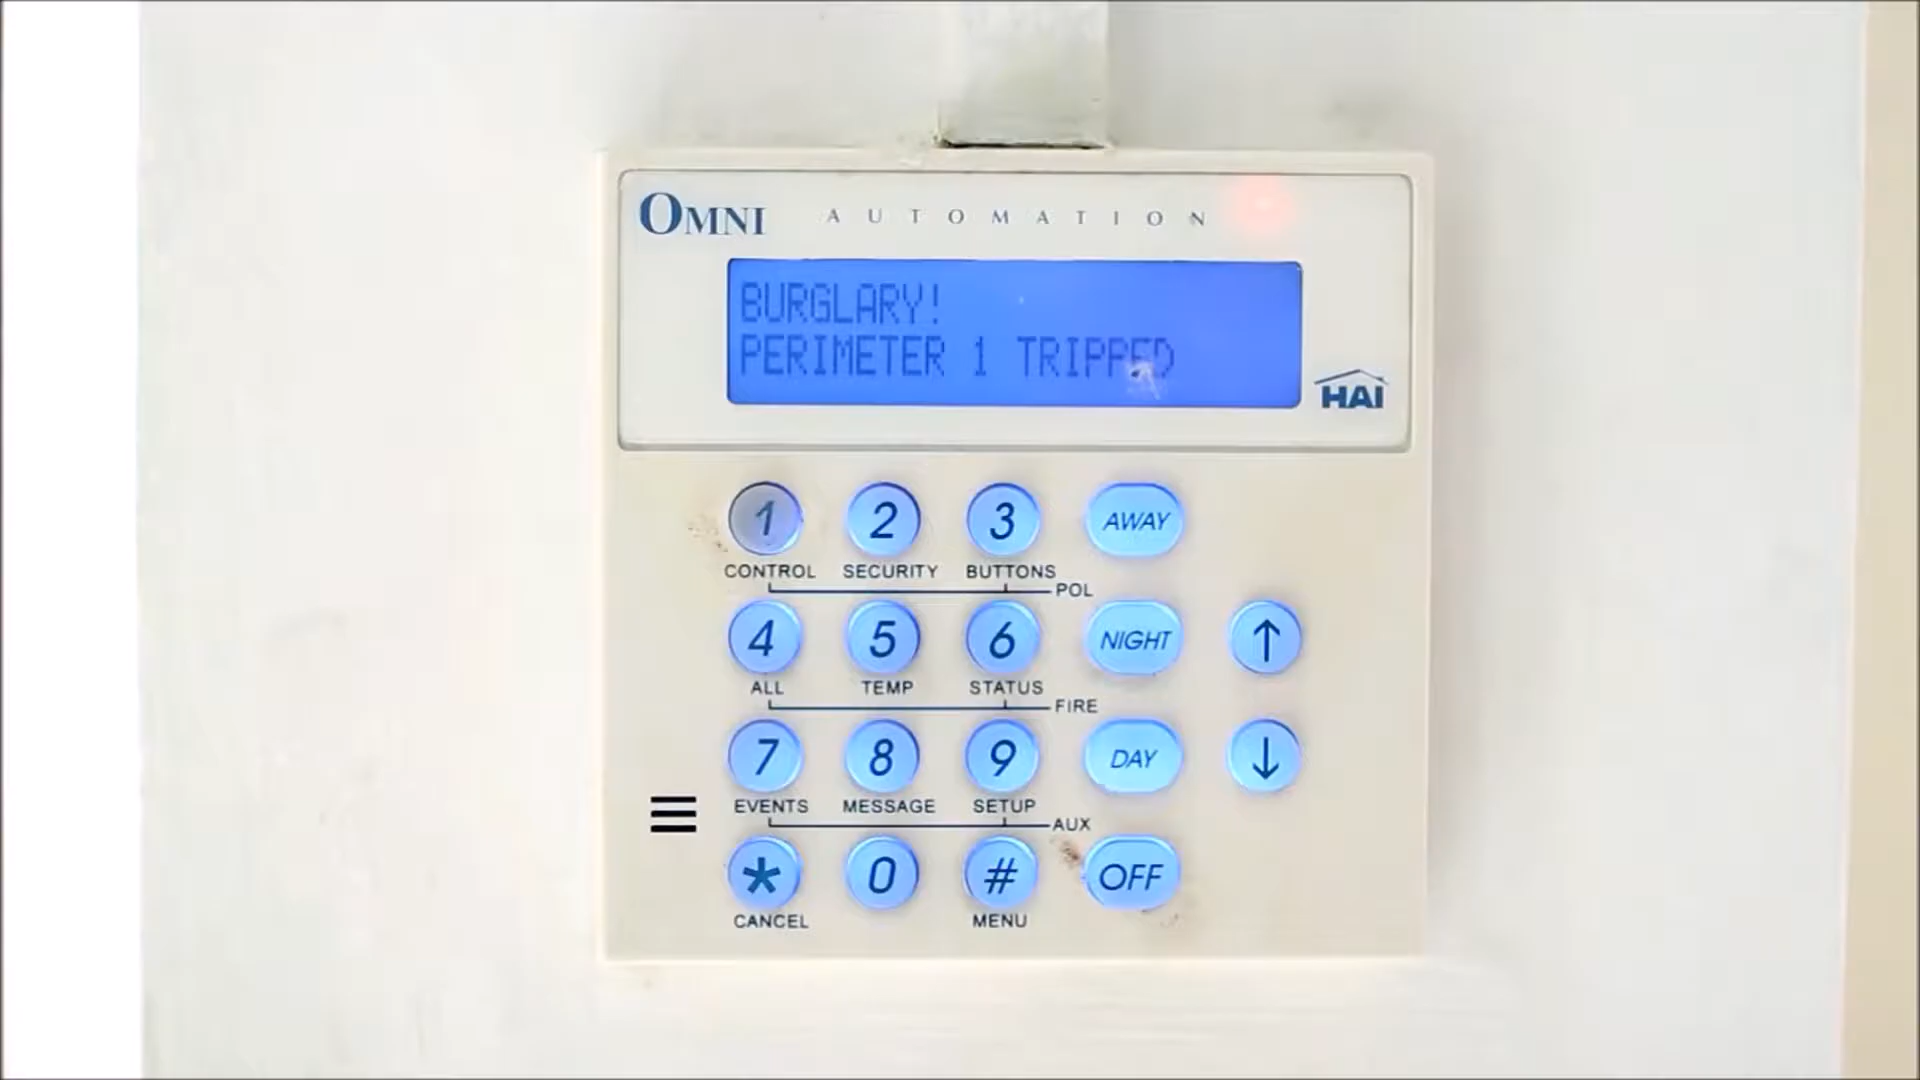 OMNI AUTOMATION
BURGLARY!
PERIMETER 1 TRIPPED
HAI
1 2 3 AWAY
CONTROL SECURITY BUTTONS
POL
4 5 6 NIGHT ↑
ALL TEMP STATUS
FIRE
7 8 9 DAY ↓
EVENTS MESSAGE SETUP
AUX
* 0 # OFF
CANCEL MENU